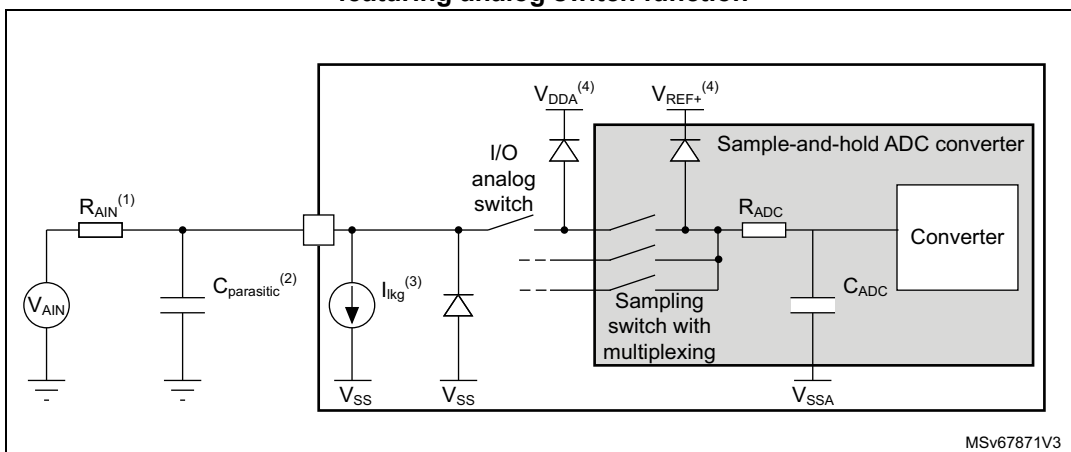 featuring analog switch function
V_DDA(4)
V_REF+(4)
Sample-and-hold ADC converter
I/O
analog
switch
R_AIN(1)
R_ADC
Converter
C_parasitic(2)
I_lkg(3)
V_AIN
C_ADC
Sampling
switch with
multiplexing
V_SS
V_SS
V_SSA
MSv67871V3